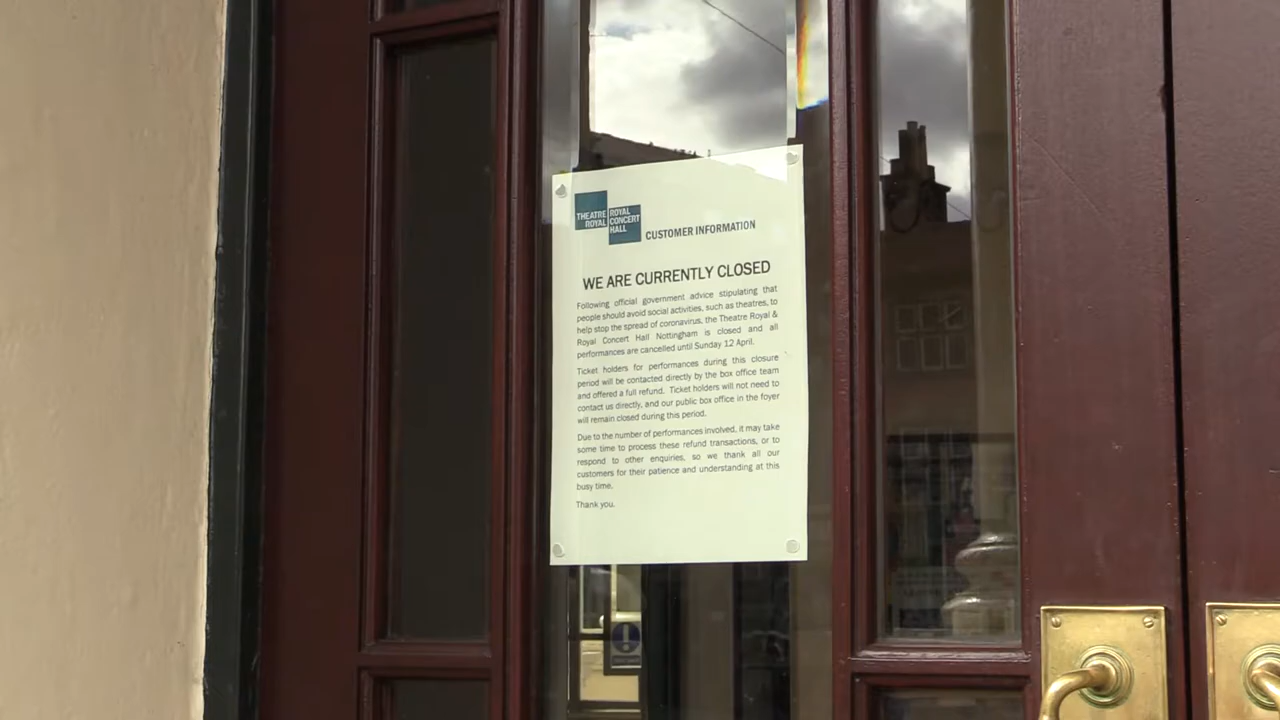 THEATRE ROYAL
ROYAL CONCERT HALL
CUSTOMER INFORMATION
WE ARE CURRENTLY CLOSED
Following official government advice stipulating that
people should avoid social activities, such as theatres, to
help stop the spread of coronavirus, the Theatre Royal &
Royal Concert Hall Nottingham is closed and all
performances are cancelled until Sunday 12 April.
Ticket holders for performances during this closure
period will be contacted directly by the box office team
and offered a full refund. Ticket holders will not need to
contact us directly, and our public box office in the foyer
will remain closed during this period.
Due to the number of performances involved, it may take
some time to process these refund transactions, or to
respond to other enquiries, so we thank all our
customers for their patience and understanding at this
busy time.
Thank you.